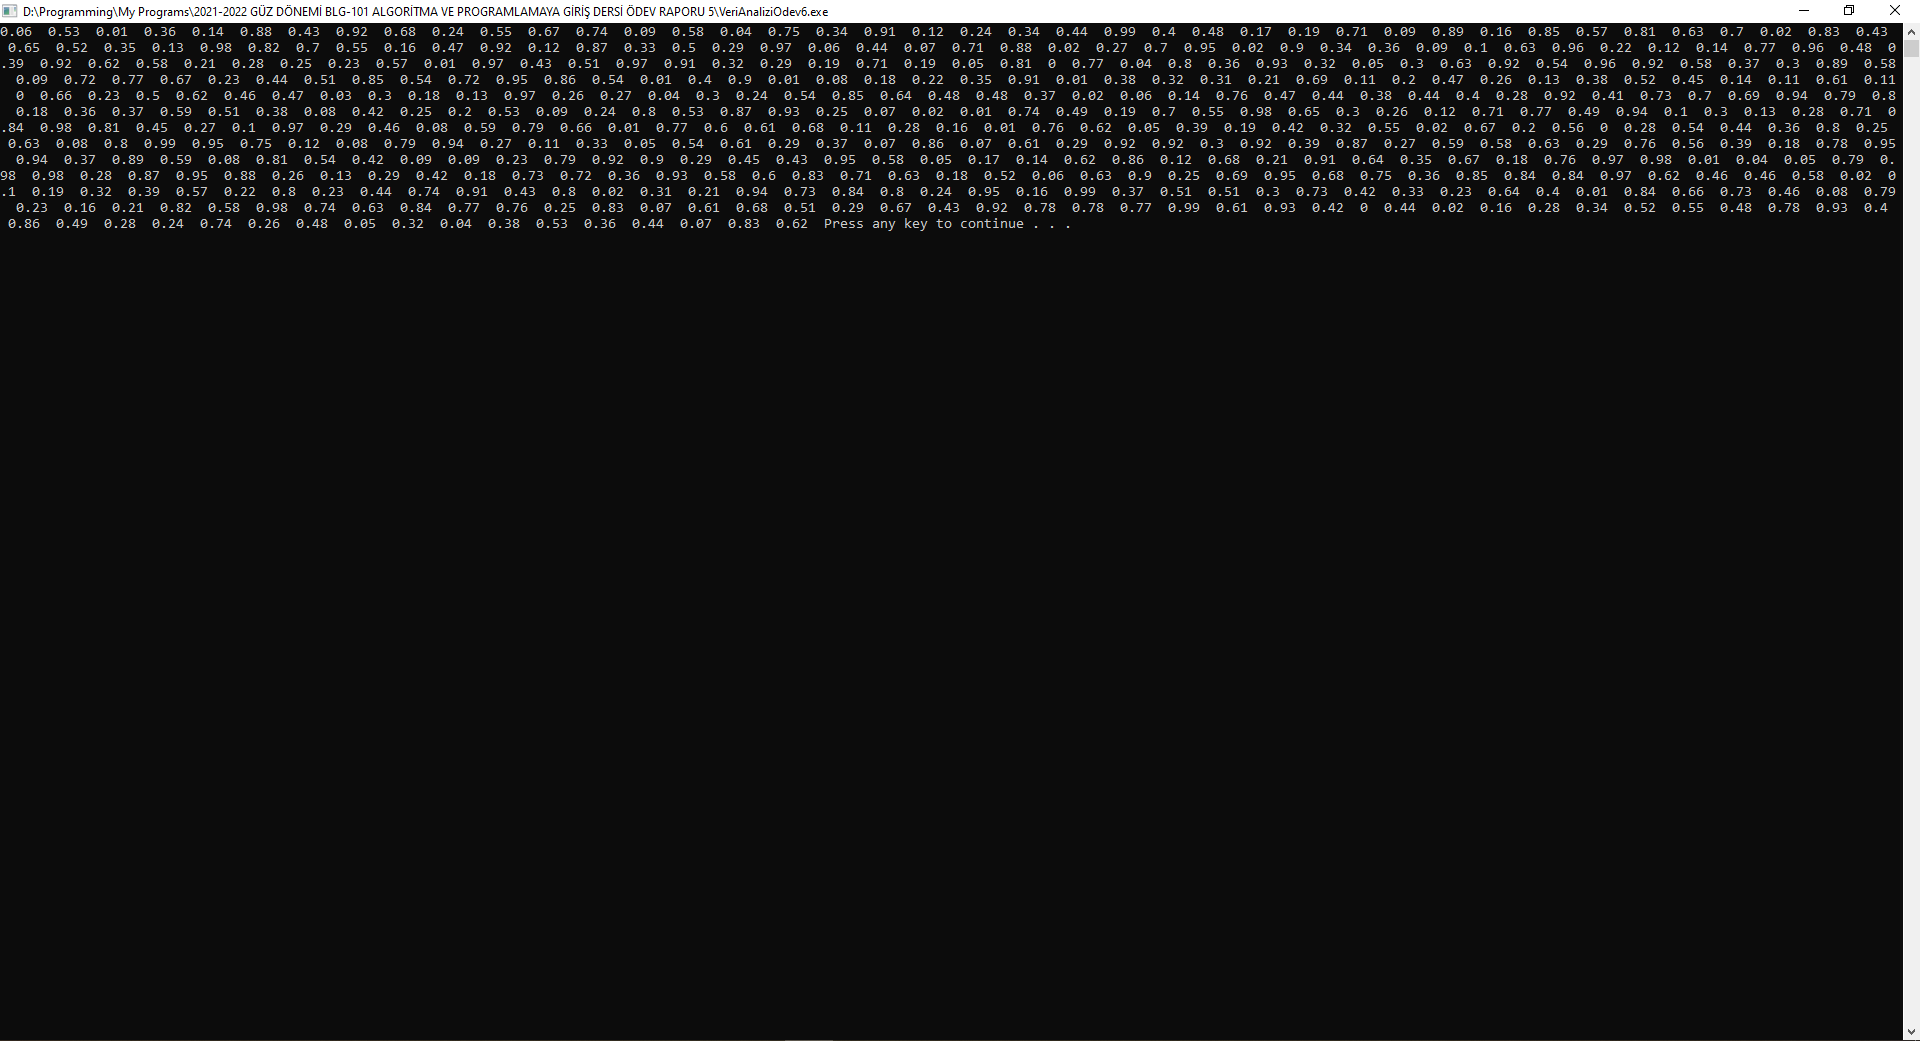 D:\Programming\My Programs\2021-2022 GÜZ DÖNEMİ BLG-101 ALGORİTMA VE PROGRAMLAMAYA GİRİŞ DERSİ ÖDEV RAPORU 5\VeriAnaliziOdev6.exe
0.06 0.53 0.01 0.36 0.14 0.88 0.43 0.92 0.68 0.24 0.55 0.67 0.74 0.09 0.58 0.04 0.75 0.34 0.91 0.12 0.24 0.34 0.44 0.99 0.4 0.48 0.17 0.19 0.71 0.09 0.89 0.16 0.85 0.57 0.81 0.63 0.7 0.02 0.83 0.43
0.65 0.52 0.35 0.13 0.98 0.82 0.7 0.55 0.16 0.47 0.92 0.12 0.87 0.33 0.5 0.29 0.97 0.06 0.44 0.07 0.71 0.88 0.02 0.27 0.7 0.95 0.02 0.9 0.34 0.36 0.09 0.1 0.63 0.96 0.22 0.12 0.14 0.77 0.96 0.48 0
.39 0.92 0.62 0.58 0.21 0.28 0.25 0.23 0.57 0.01 0.97 0.43 0.51 0.97 0.91 0.32 0.29 0.19 0.71 0.19 0.05 0.81 0 0.77 0.04 0.8 0.36 0.93 0.32 0.05 0.3 0.63 0.92 0.54 0.96 0.92 0.58 0.37 0.3 0.89 0.58
0.09 0.72 0.77 0.67 0.23 0.44 0.51 0.85 0.54 0.72 0.95 0.86 0.54 0.01 0.4 0.9 0.01 0.08 0.18 0.22 0.35 0.91 0.01 0.38 0.32 0.31 0.21 0.69 0.11 0.2 0.47 0.26 0.13 0.38 0.52 0.45 0.14 0.11 0.61 0.11
0 0.66 0.23 0.5 0.62 0.46 0.47 0.03 0.3 0.18 0.13 0.97 0.26 0.27 0.04 0.3 0.24 0.54 0.85 0.64 0.48 0.48 0.37 0.02 0.06 0.14 0.76 0.47 0.44 0.38 0.44 0.4 0.28 0.92 0.41 0.73 0.7 0.69 0.94 0.79 0.8
0.18 0.36 0.37 0.59 0.51 0.38 0.08 0.42 0.25 0.2 0.53 0.09 0.24 0.8 0.53 0.87 0.93 0.25 0.07 0.02 0.01 0.74 0.49 0.19 0.7 0.55 0.98 0.65 0.3 0.26 0.12 0.71 0.77 0.49 0.94 0.1 0.3 0.13 0.28 0.71 0
.84 0.98 0.81 0.45 0.27 0.1 0.97 0.29 0.46 0.08 0.59 0.79 0.66 0.01 0.77 0.6 0.61 0.68 0.11 0.28 0.16 0.01 0.76 0.62 0.05 0.39 0.19 0.42 0.32 0.55 0.02 0.67 0.2 0.56 0 0.28 0.54 0.44 0.36 0.8 0.25
0.63 0.08 0.8 0.99 0.95 0.75 0.12 0.08 0.79 0.94 0.27 0.11 0.33 0.05 0.54 0.61 0.29 0.37 0.07 0.86 0.07 0.61 0.29 0.92 0.92 0.3 0.92 0.39 0.87 0.27 0.59 0.58 0.63 0.29 0.76 0.56 0.39 0.18 0.78 0.95
0.94 0.37 0.89 0.59 0.08 0.81 0.54 0.42 0.09 0.09 0.23 0.79 0.92 0.9 0.29 0.45 0.43 0.95 0.58 0.05 0.17 0.14 0.62 0.86 0.12 0.68 0.21 0.91 0.64 0.35 0.67 0.18 0.76 0.97 0.98 0.01 0.04 0.05 0.79 0.
98 0.98 0.28 0.87 0.95 0.88 0.26 0.13 0.29 0.42 0.18 0.73 0.72 0.36 0.93 0.58 0.6 0.83 0.71 0.63 0.18 0.52 0.06 0.63 0.9 0.25 0.69 0.95 0.68 0.75 0.36 0.85 0.84 0.84 0.97 0.62 0.46 0.46 0.58 0.02 0
.1 0.19 0.32 0.39 0.57 0.22 0.8 0.23 0.44 0.74 0.91 0.43 0.8 0.02 0.31 0.21 0.94 0.73 0.84 0.8 0.24 0.95 0.16 0.99 0.37 0.51 0.51 0.3 0.73 0.42 0.33 0.23 0.64 0.4 0.01 0.84 0.66 0.73 0.46 0.08 0.79
0.23 0.16 0.21 0.82 0.58 0.98 0.74 0.63 0.84 0.77 0.76 0.25 0.83 0.07 0.61 0.68 0.51 0.29 0.67 0.43 0.92 0.78 0.78 0.77 0.99 0.61 0.93 0.42 0 0.44 0.02 0.16 0.28 0.34 0.52 0.55 0.48 0.78 0.93 0.4
0.86 0.49 0.28 0.24 0.74 0.26 0.48 0.05 0.32 0.04 0.38 0.53 0.36 0.44 0.07 0.83 0.62 Press any key to continue . . .